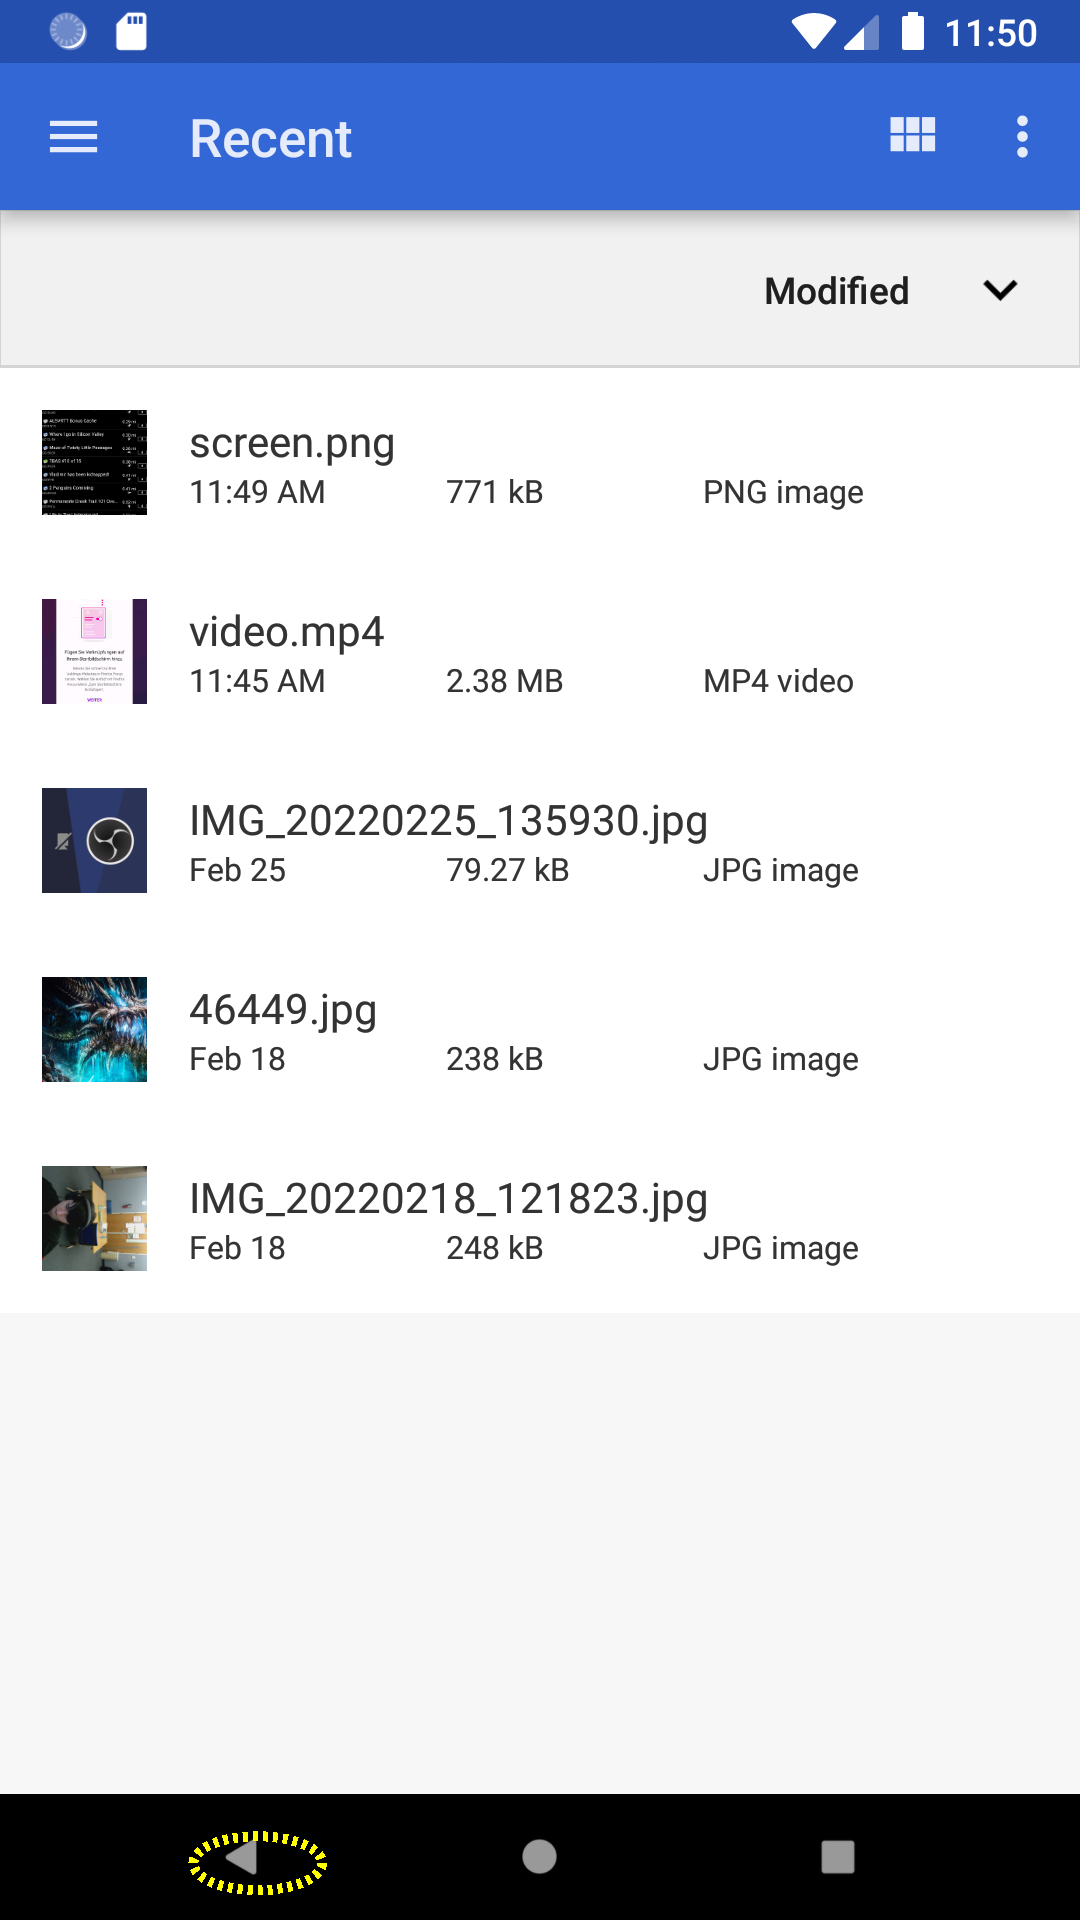 11:50
Recent
Modified
screen.png
11:49 AM 771 kB PNG image
video.mp4
11:45 AM 2.38 MB MP4 video
IMG_20220225_135930.jpg
Feb 25 79.27 kB JPG image
46449.jpg
Feb 18 238 kB JPG image
IMG_20220218_121823.jpg
Feb 18 248 kB JPG image